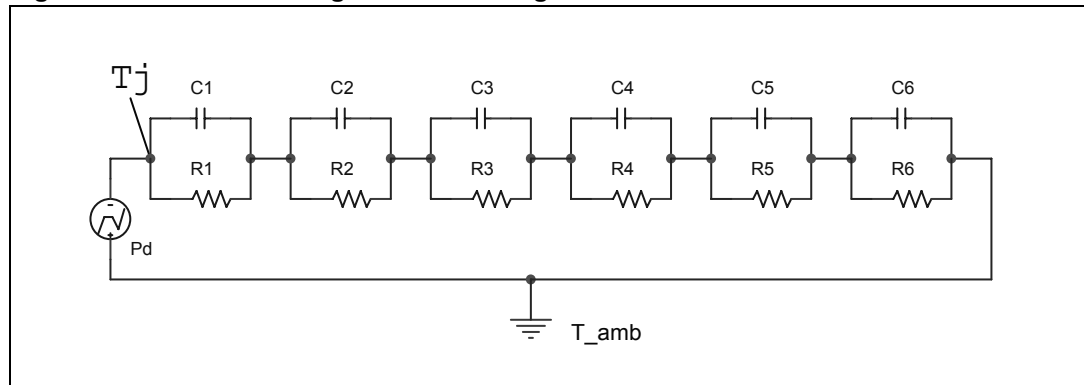 Tj
C1 C2 C3 C4 C5 C6
R1 R2 R3 R4 R5 R6
Pd
T_amb